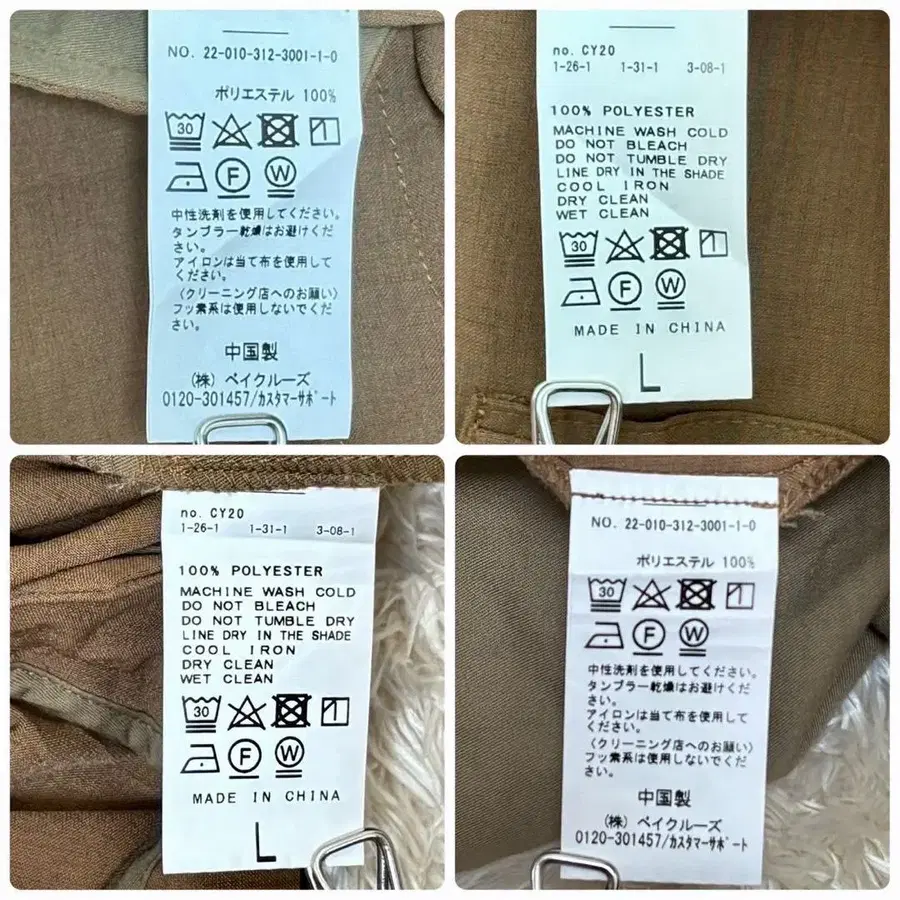 NO. 22-010-312-3001-1-0
ポリエステル 100%
30
F W
中性洗剤を使用してください。
タンブラー乾燥はお避けくだ
さい。
アイロンは当て布を使用して
ください。
(クリーニング店へのお願い)
フッ素系は使用しないでくだ
さい。
中国製
(株) ベイクルーズ
0120-301457/カスタマーサポート
no. CY20
1-26-1 1-31-1 3-08-1
100% POLYESTER
MACHINE WASH COLD
DO NOT BLEACH
DO NOT TUMBLE DRY
LINE DRY IN THE SHADE
COOL IRON
DRY CLEAN
WET CLEAN
30
F W
MADE IN CHINA
L
no. CY20
1-26-1 1-31-1 3-08-1
100% POLYESTER
MACHINE WASH COLD
DO NOT BLEACH
DO NOT TUMBLE DRY
LINE DRY IN THE SHADE
COOL IRON
DRY CLEAN
WET CLEAN
30
F W
MADE IN CHINA
L
NO. 22-010-312-3001-1-0
ポリエステル 100%
30
F W
中性洗剤を使用してください。
タンブラー乾燥はお避けくだ
さい。
アイロンは当て布を使用して
ください。
(クリーニング店へのお願い)
フッ素系は使用しないでくだ
さい。
中国製
(株) ベイクルーズ
0120-301457/カスタマーサポート